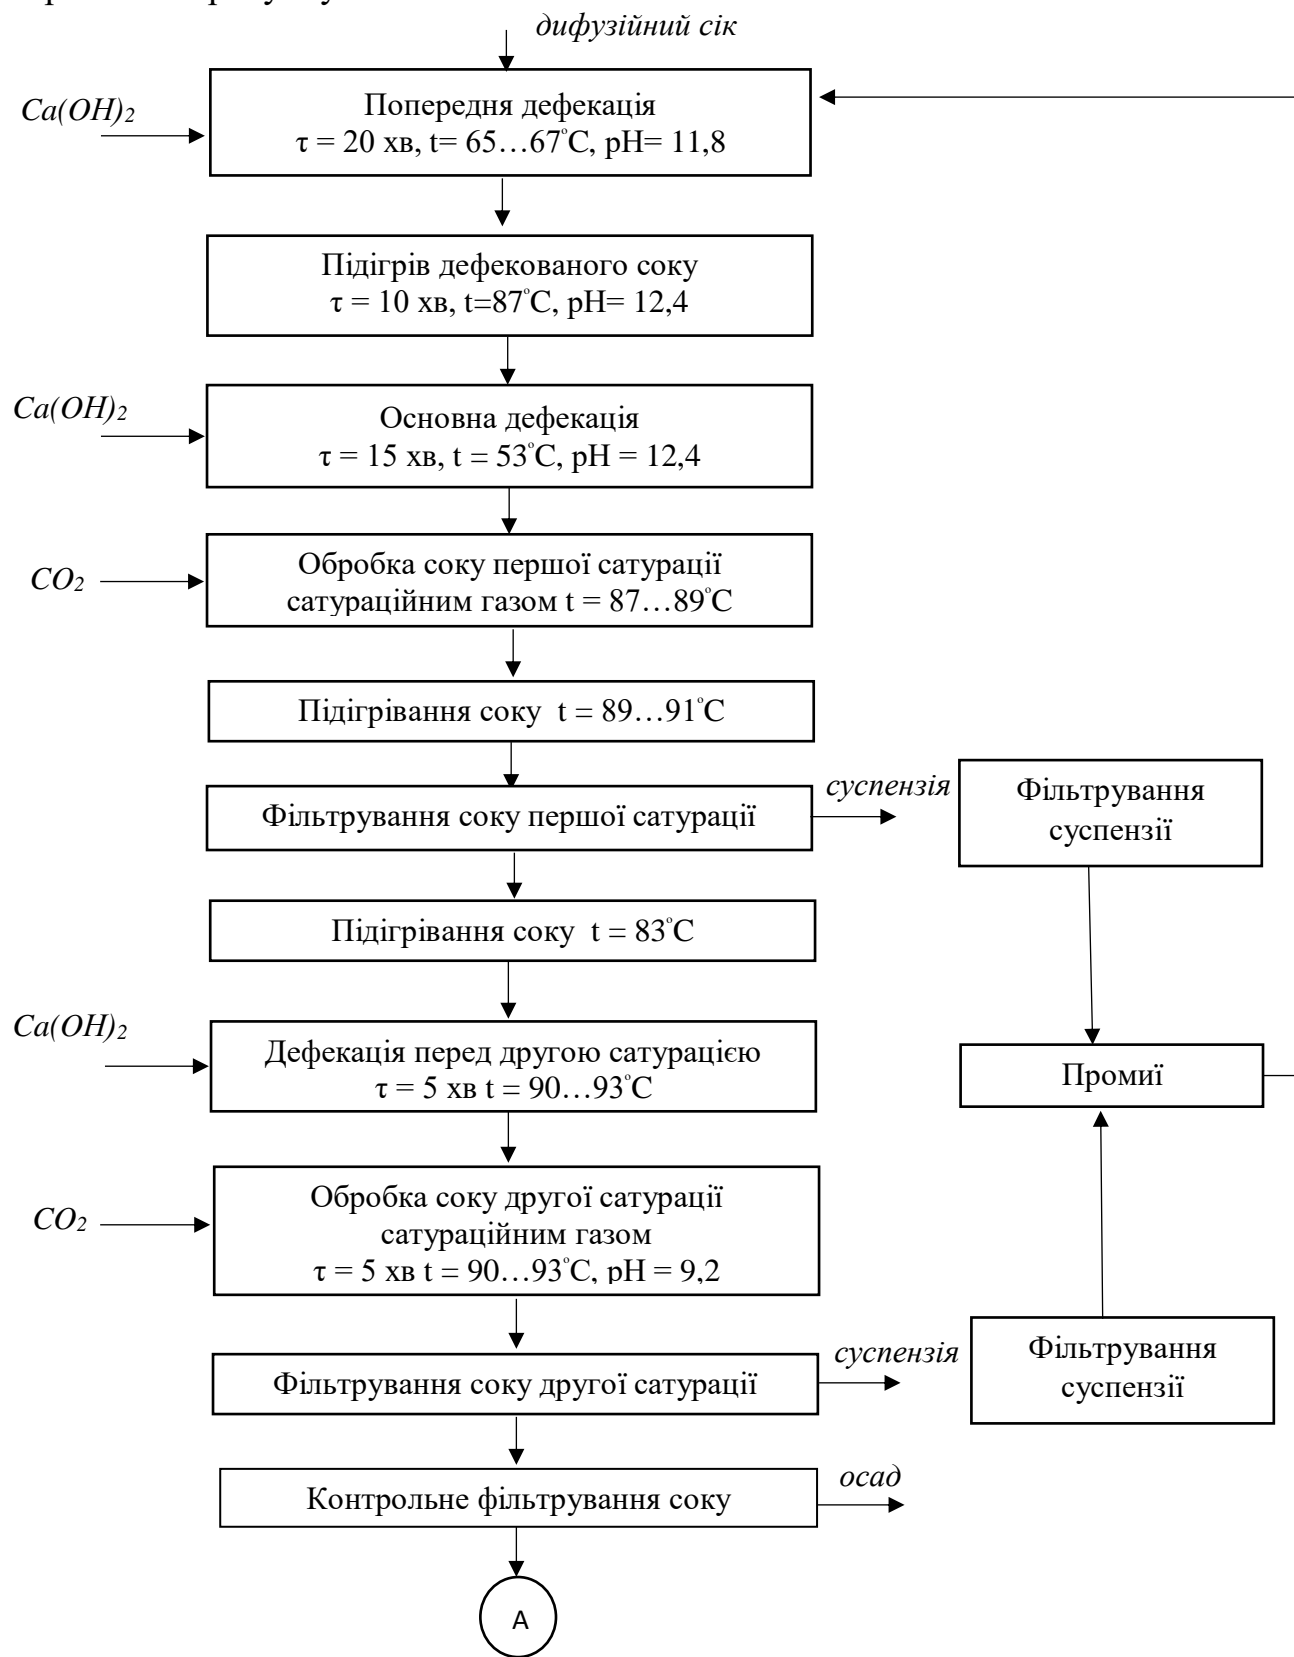 дифузійний сік
Ca(OH)2
Попередня дефекація
τ = 20 хв, t= 65…67°C, pH= 11,8
Підігрів дефекованого соку
τ = 10 хв, t=87°C, pH= 12,4
Ca(OH)2
Основна дефекація
τ = 15 хв, t = 53°C, pH = 12,4
CO2
Обробка соку першої сатурації
сатураційним газом t = 87…89°C
Підігрівання соку t = 89…91°C
Фільтрування соку першої сатурації
суспензія
Фільтрування
суспензії
Підігрівання соку t = 83°C
Ca(OH)2
Дефекація перед другою сатурацією
τ = 5 хв t = 90…93°C
Промиї
CO2
Обробка соку другої сатурації
сатураційним газом
τ = 5 хв t = 90…93°C, pH = 9,2
Фільтрування соку другої сатурації
суспензія
Фільтрування
суспензії
Контрольне фільтрування соку
осад
А